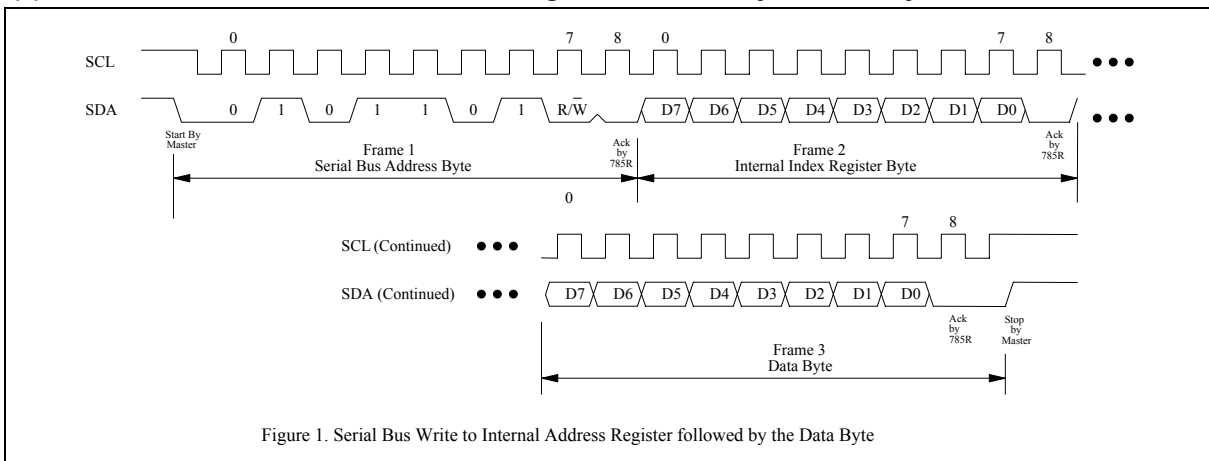 0 7 8 0 7 8
SCL
SDA 0 1 0 1 1 0 1 R/W D7 D6 D5 D4 D3 D2 D1 D0
Start By
Master
Ack
by
785R
Ack
by
785R
Frame 1
Serial Bus Address Byte
Frame 2
Internal Index Register Byte
0
7 8
SCL (Continued)
SDA (Continued) D7 D6 D5 D4 D3 D2 D1 D0
Ack
by
785R
Stop
by
Master
Frame 3
Data Byte
Figure 1. Serial Bus Write to Internal Address Register followed by the Data Byte